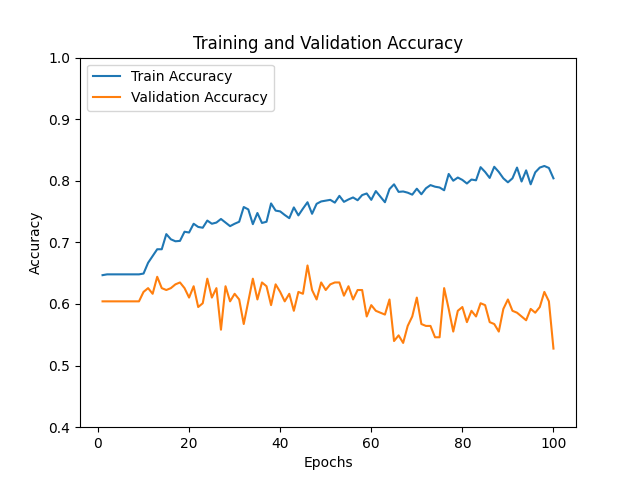 Training and Validation Accuracy
1.0
Train Accuracy
Validation Accuracy
0.9
0.8
0.7
0.6
0.5
0.4
Accuracy
0 20 40 60 80 100
Epochs